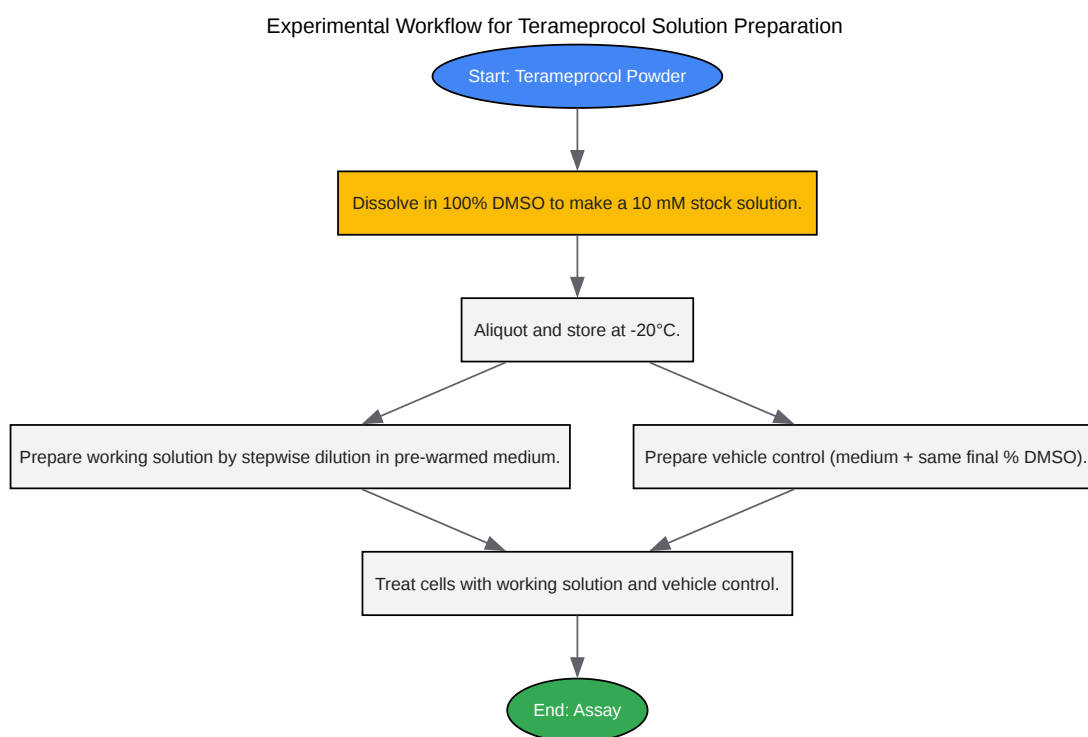 Experimental Workflow for Terameprocol Solution Preparation
Start: Terameprocol Powder
Dissolve in 100% DMSO to make a 10 mM stock solution.
Aliquot and store at -20°C.
Prepare working solution by stepwise dilution in pre-warmed medium.
Prepare vehicle control (medium + same final % DMSO).
Treat cells with working solution and vehicle control.
End: Assay